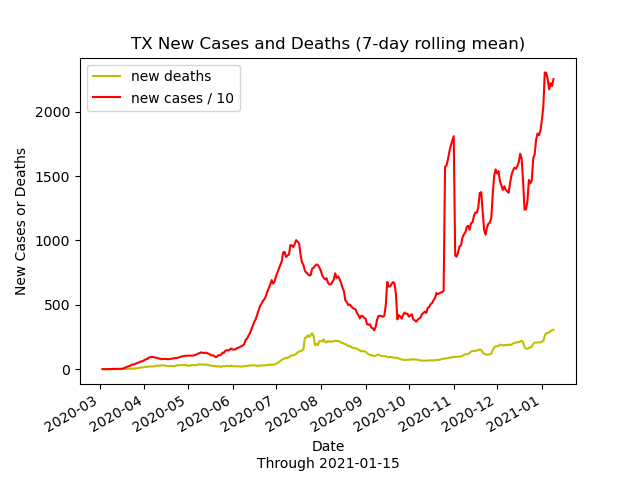 TX New Cases and Deaths (7-day rolling mean)
new deaths
new cases / 10
New Cases or Deaths
2000
1500
1000
500
0
2020-03
2020-04
2020-05
2020-06
2020-07
2020-08
2020-09
2020-10
2020-11
2020-12
2021-01
Date
Through 2021-01-15